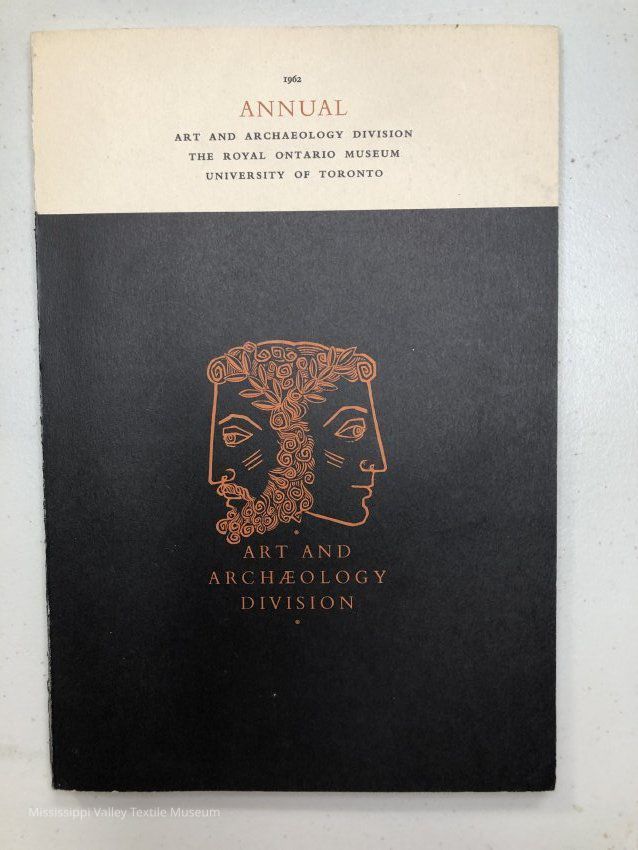 1962
ANNUAL
ART AND ARCHAEOLOGY DIVISION
THE ROYAL ONTARIO MUSEUM
UNIVERSITY OF TORONTO
ART AND
ARCHÆOLOGY
DIVISION
Mississippi Valley Textile Museum